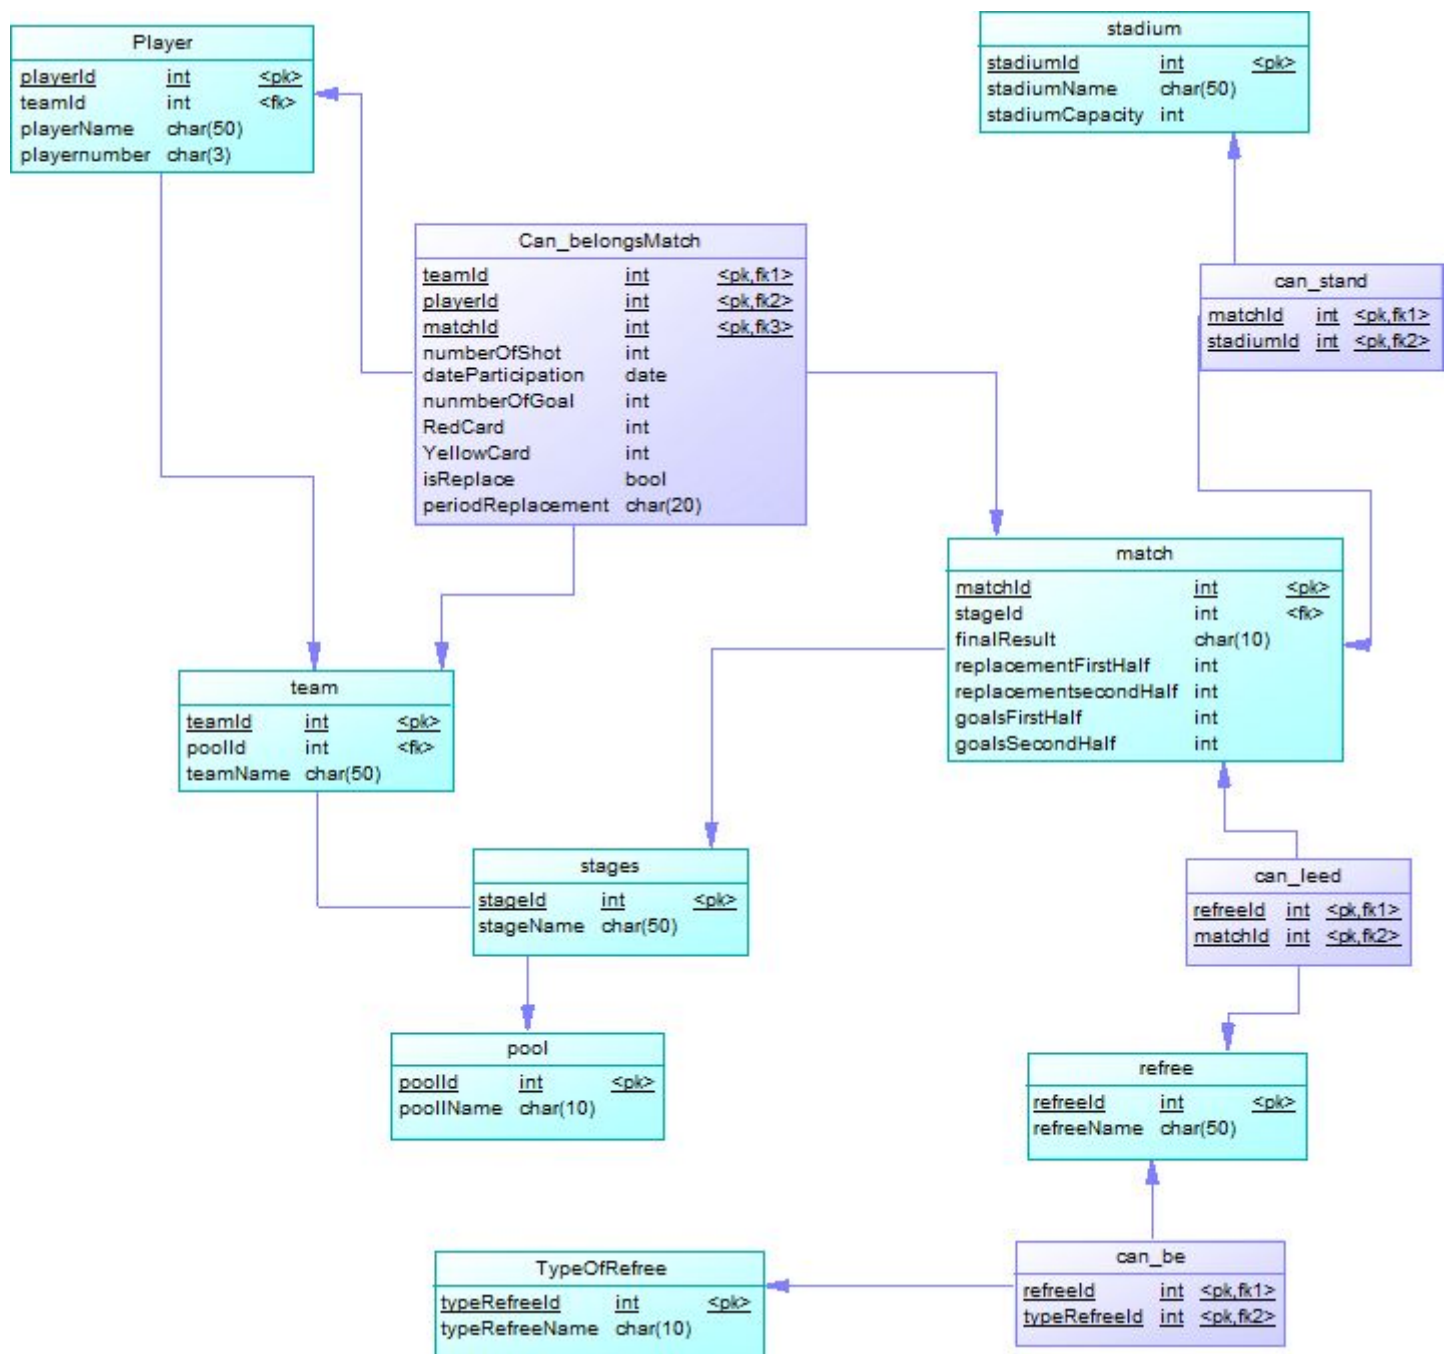 Player
playerId int <pk>
teamId int <fk>
playerName char(50)
playernumber char(3)
stadium
stadiumId int <pk>
stadiumName char(50)
stadiumCapacity int
Can_belongsMatch
teamId int <pk,fk1>
playerId int <pk,fk2>
matchId int <pk,fk3>
numberOfShot int
dateParticipation date
nunmberOfGoal int
RedCard int
YellowCard int
isReplace bool
periodReplacement char(20)
can_stand
matchId int <pk,fk1>
stadiumId int <pk,fk2>
match
matchId int <pk>
stageId int <fk>
finalResult char(10)
replacementFirstHalf int
replacementsecondHalf int
goalsFirstHalf int
goalsSecondHalf int
team
teamId int <pk>
poolId int <fk>
teamName char(50)
stages
stageId int <pk>
stageName char(50)
can_leed
refreeId int <pk,fk1>
matchId int <pk,fk2>
pool
poolId int <pk>
poollName char(10)
refree
refreeId int <pk>
refreeName char(50)
TypeOfRefree
typeRefreeId int <pk>
typeRefreeName char(10)
can_be
refreeId int <pk,fk1>
typeRefreeId int <pk,fk2>